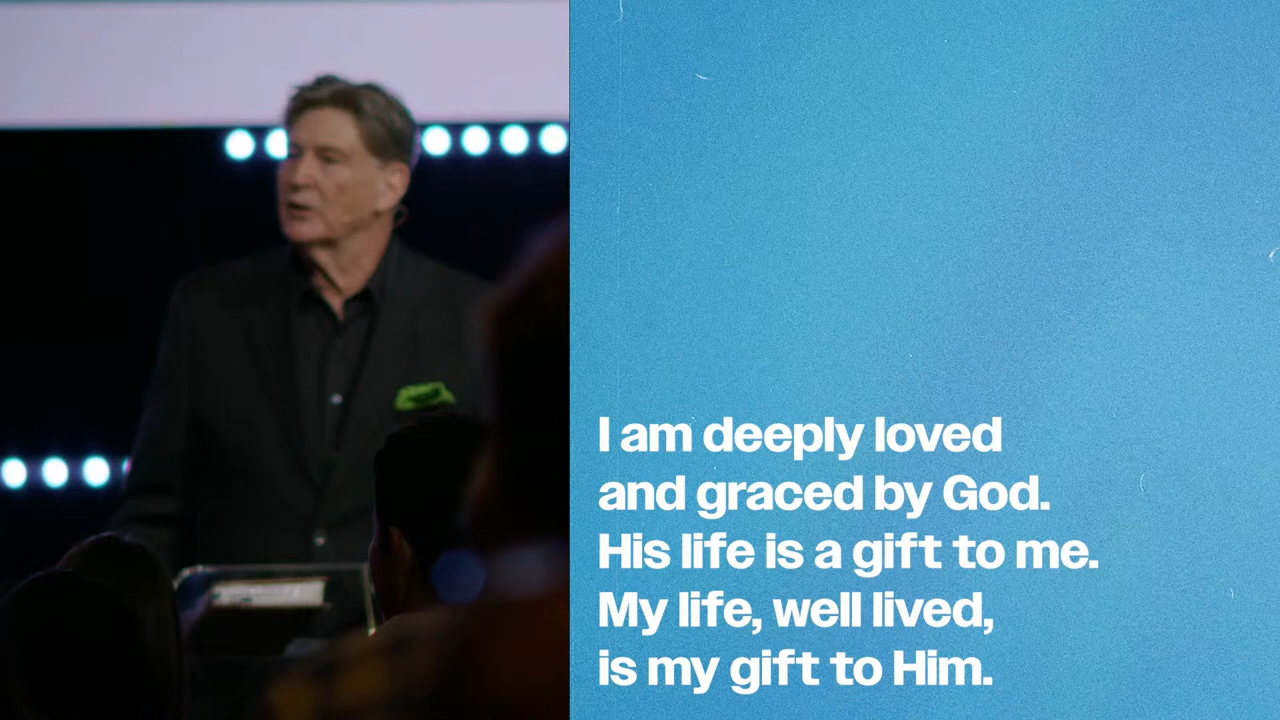 I am deeply loved
and graced by God.
His life is a gift to me.
My life, well lived,
is my gift to Him.